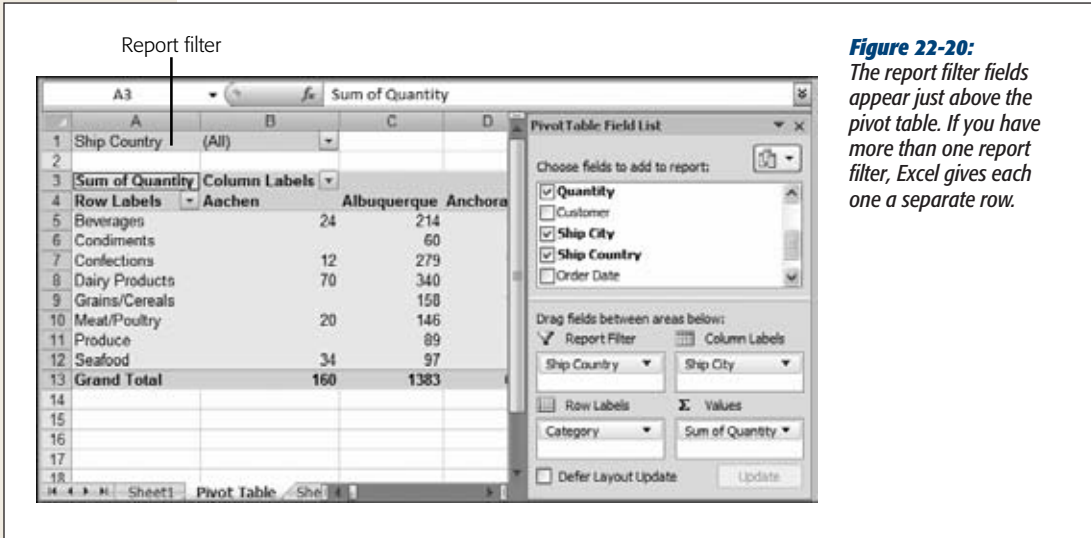 Report filter
A3
fx
Sum of Quantity
A B C D
1 Ship Country (All)
2
3 Sum of Quantity Column Labels
4 Row Labels Aachen Albuquerque Anchora
5 Beverages 24 214
6 Condiments 60
7 Confections 12 279
8 Dairy Products 70 340
9 Grains/Cereals 158
10 Meat/Poultry 20 146
11 Produce 89
12 Seafood 34 97
13 Grand Total 160 1383
14
15
16
17
18
Sheet1 Pivot Table She
PivotTable Field List
Choose fields to add to report:
Quantity
Customer
Ship City
Ship Country
Order Date
Drag fields between areas below:
Report Filter Column Labels
Ship Country Ship City
Row Labels Σ Values
Category Sum of Quantity
Defer Layout Update Update
Figure 22-20:
The report filter fields
appear just above the
pivot table. If you have
more than one report
filter, Excel gives each
one a separate row.